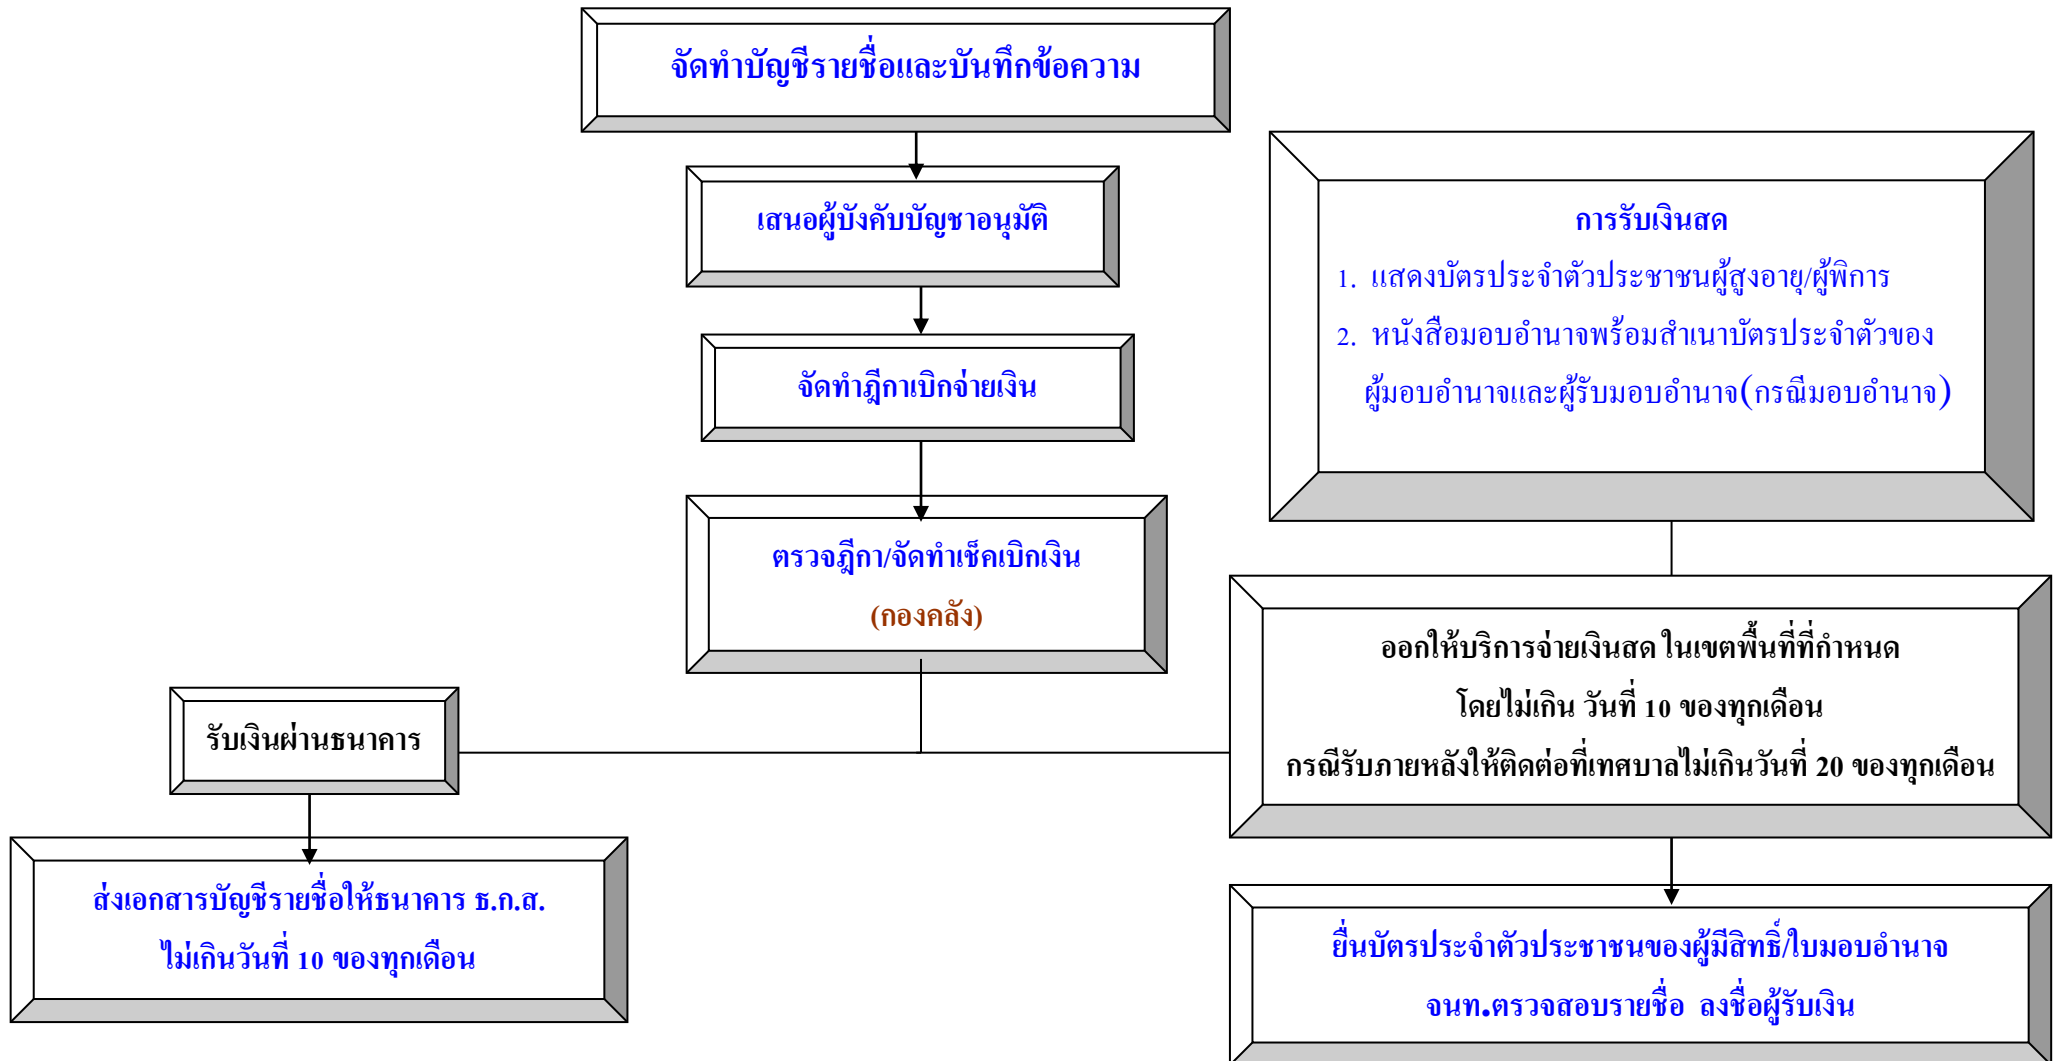 จัดทำบัญชีรายชื่อและบันทึกข้อความ
เสนอผู้บังคับบัญชาอนุมัติ
จัดทำฎีกาเบิกจ่ายเงิน
ตรวจฎีกา/จัดทำเช็คเบิกเงิน
(กองคลัง)
การรับเงินสด
1. แสดงบัตรประจำตัวประชาชนผู้สูงอายุ/ผู้พิการ
2. หนังสือมอบอำนาจพร้อมสำเนาบัตรประจำตัวของ
ผู้มอบอำนาจและผู้รับมอบอำนาจ(กรณีมอบอำนาจ)
รับเงินผ่านธนาคาร
ส่งเอกสารบัญชีรายชื่อให้ธนาคาร ธ.ก.ส.
ไม่เกินวันที่ 10 ของทุกเดือน
ออกให้บริการจ่ายเงินสด ในเขตพื้นที่ที่กำหนด
โดยไม่เกิน วันที่ 10 ของทุกเดือน
กรณีรับภายหลังให้ติดต่อที่เทศบาลไม่เกินวันที่ 20 ของทุกเดือน
ยื่นบัตรประจำตัวประชาชนของผู้มีสิทธิ์/ใบมอบอำนาจ
จนท.ตรวจสอบรายชื่อ ลงชื่อผู้รับเงิน